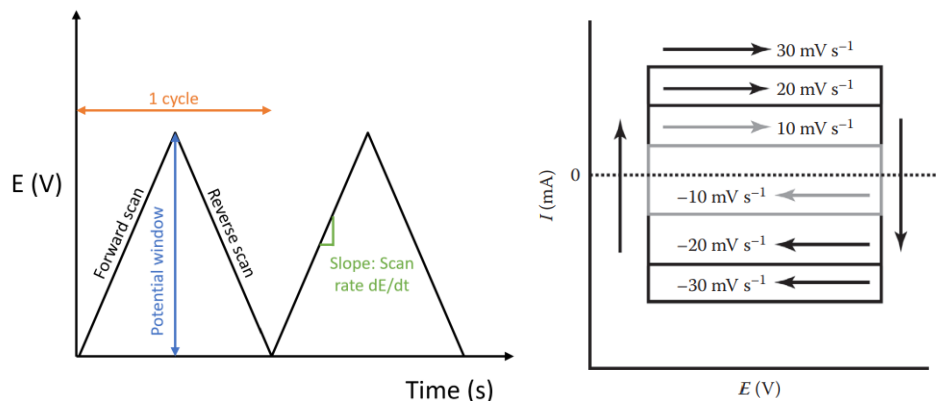 1 cycle
E (V)
Forward scan
Potential window
Reverse scan
Slope: Scan
rate dE/dt
Time (s)
30 mV s⁻¹
20 mV s⁻¹
10 mV s⁻¹
0
I (mA)
−10 mV s⁻¹
−20 mV s⁻¹
−30 mV s⁻¹
E (V)